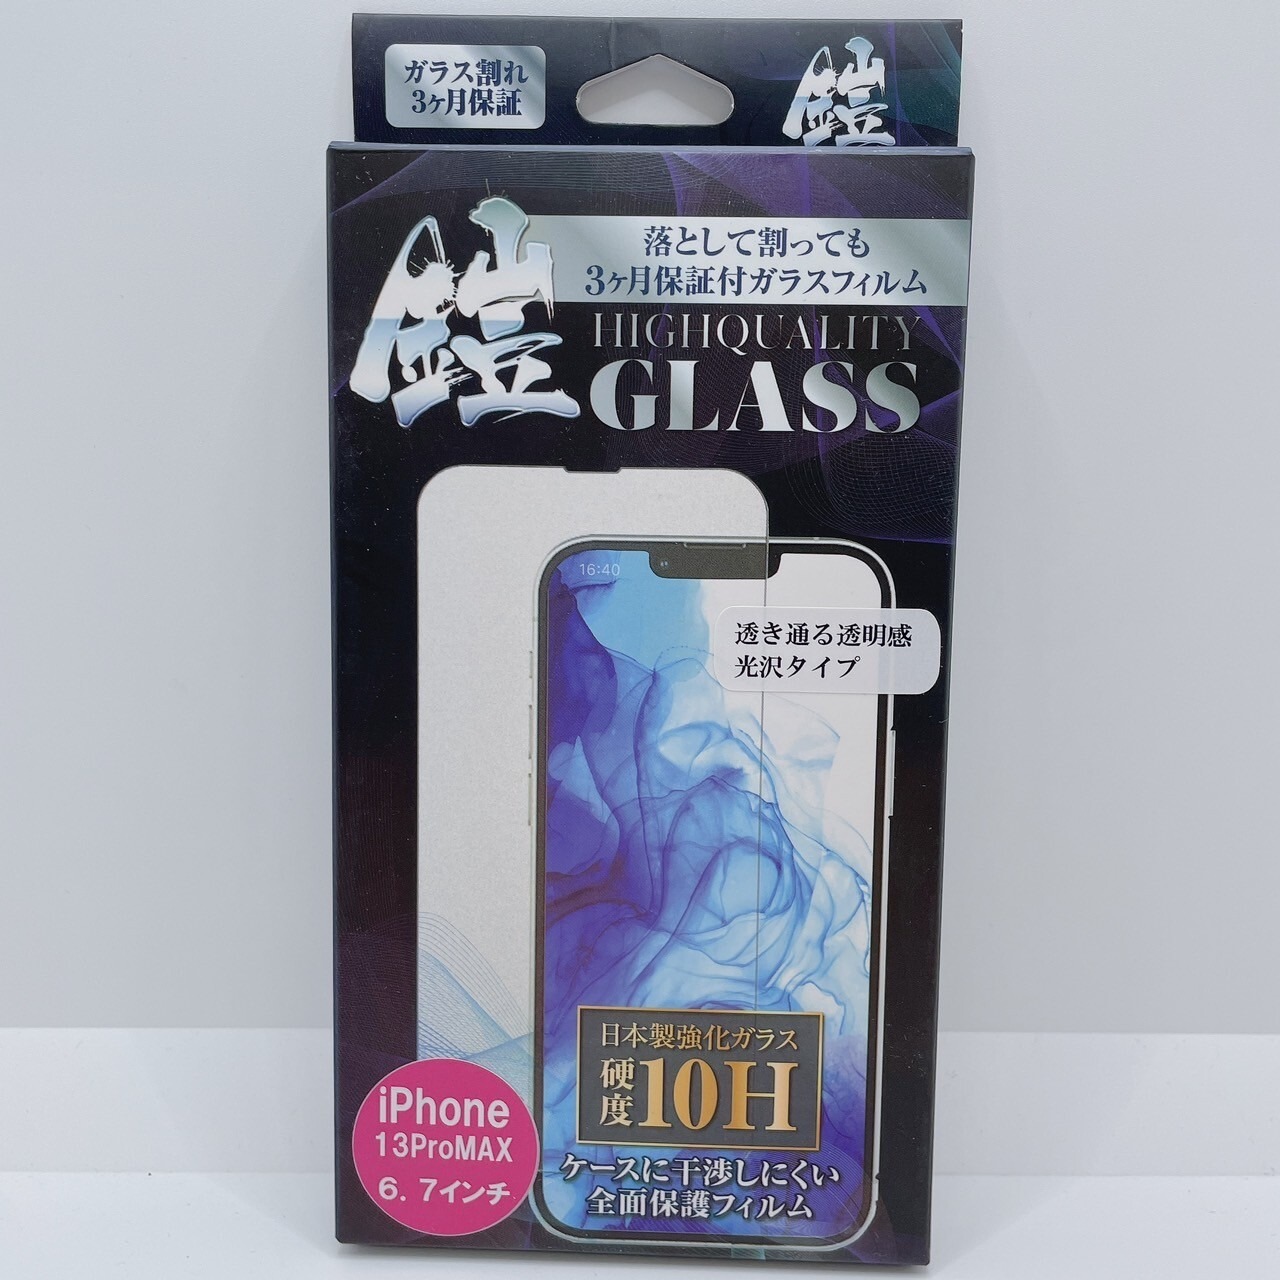 ガラス割れ
3ヶ月保証
鎧
鎧
落として割っても
3ヶ月保証付ガラスフィルム
HIGHQUALITY
GLASS
16:40
透き通る透明感
光沢タイプ
日本製強化ガラス
硬度10H
iPhone
13ProMAX
6.7インチ
ケースに干渉しにくい
全面保護フィルム